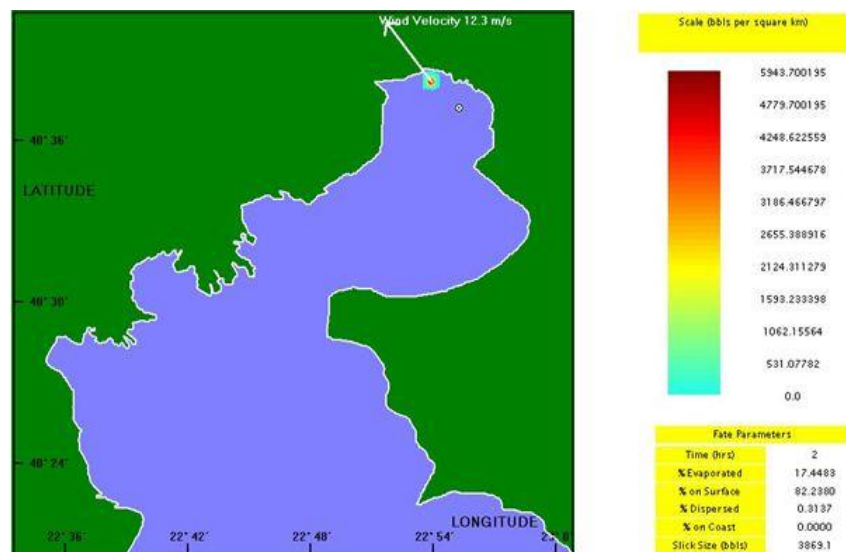 Wind Velocity 12.3 m/s
40° 36'
LATITUDE
40° 30'
40° 24'
LONGITUDE
22° 36'
22° 42'
22° 48'
22° 54'
Scale (bbls per square km)
5943.700195
4779.700195
4248.622559
3717.544678
3186.466797
2655.388916
2124.311279
1593.233398
1062.15564
531.07782
0.0
Fate Parameters
Time (hrs) 2
% Evaporated 17.4483
% on Surface 82.2380
% Dispersed 0.3137
% on Coast 0.0000
Slick Size (bbls) 3869.1